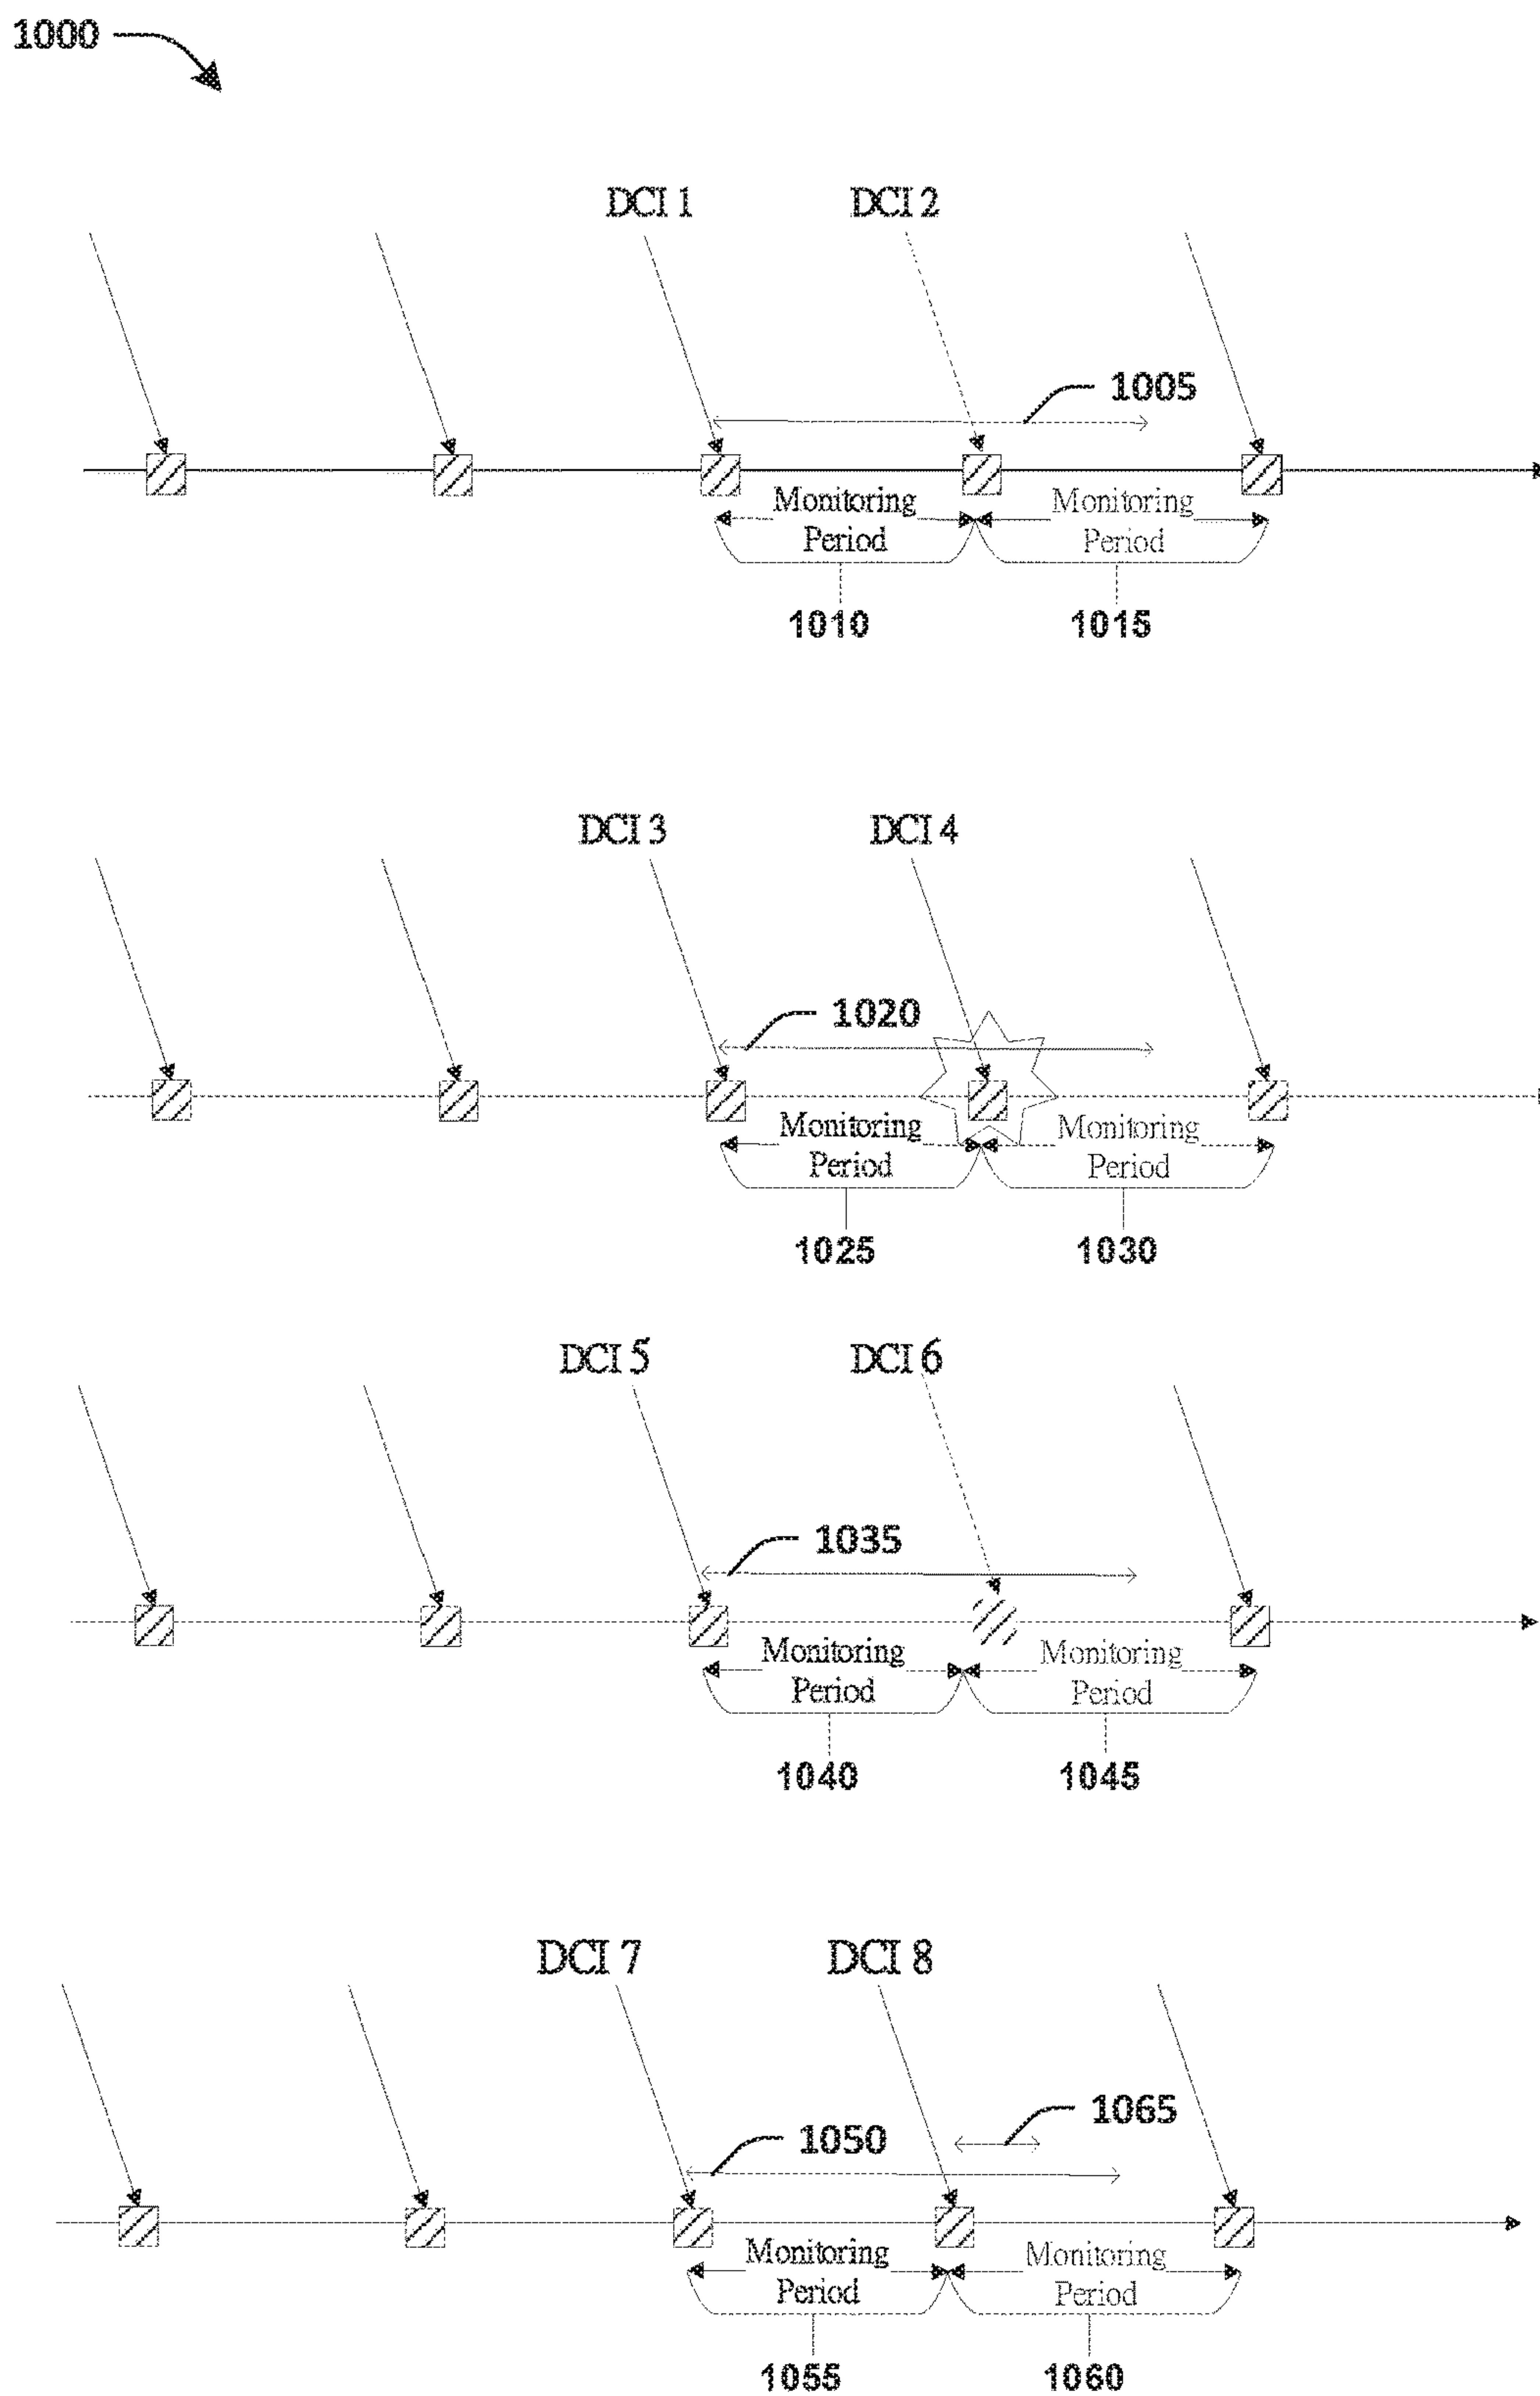 1000
DCI 1 DCI 2
1005
Monitoring Period Monitoring Period
1010 1015
DCI 3 DCI 4
1020
Monitoring Period Monitoring Period
1025 1030
DCI 5 DCI 6
1035
Monitoring Period Monitoring Period
1040 1045
DCI 7 DCI 8
1065
1050
Monitoring Period Monitoring Period
1055 1060